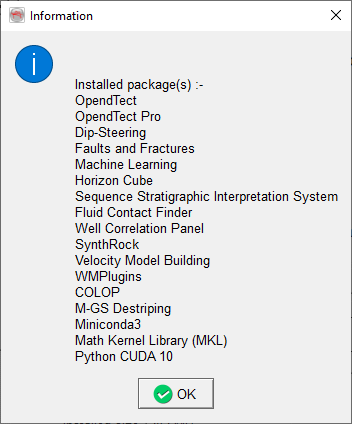 Information
Installed package(s) :-
OpendTect
OpendTect Pro
Dip-Steering
Faults and Fractures
Machine Learning
Horizon Cube
Sequence Stratigraphic Interpretation System
Fluid Contact Finder
Well Correlation Panel
SynthRock
Velocity Model Building
WMPlugins
COLOP
M-GS Destriping
Miniconda3
Math Kernel Library (MKL)
Python CUDA 10
OK